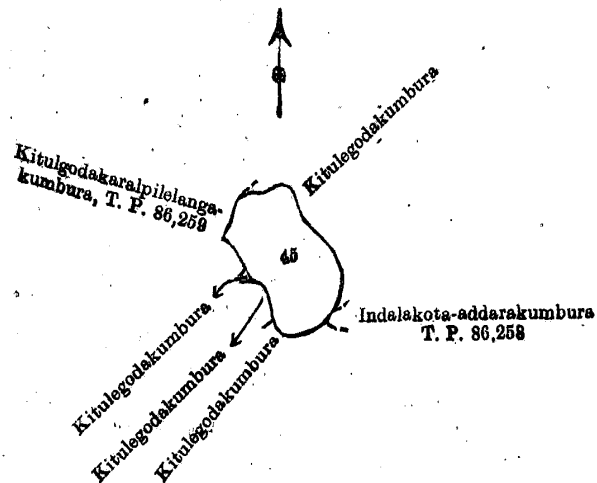 Kitulegodakumbura
Kitulgodakaralpilelanga-
kumbura, T. P. 86,259
45
Indalakota-addarakumbura
T. P. 86,258
Kitulegodakumbura
Kitulegodakumbura
Kitulegodakumbura